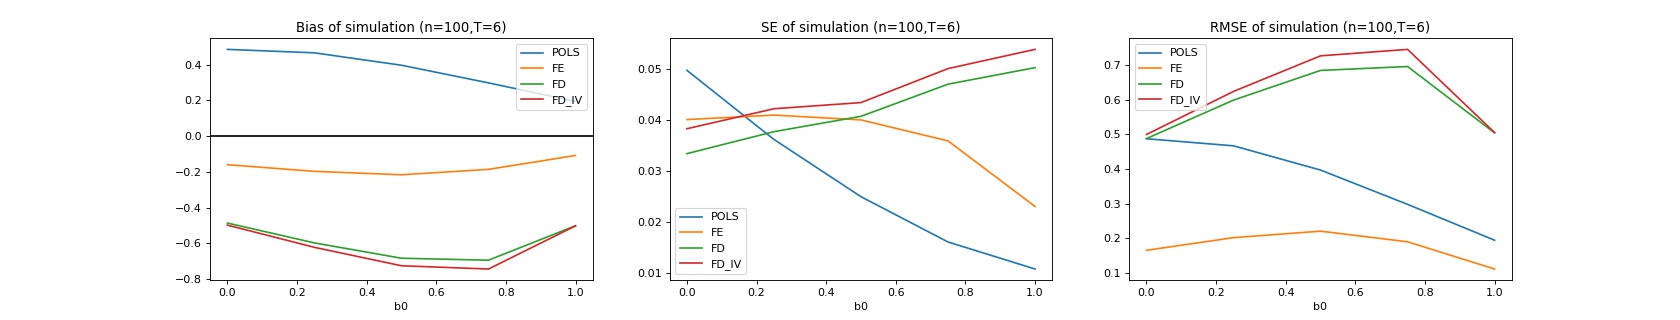 Bias of simulation (n=100,T=6)
0.4
0.2
0.0
−0.2
−0.4
−0.6
−0.8
0.0 0.2 0.4 0.6 0.8 1.0
b0
POLS
FE
FD
FD_IV
SE of simulation (n=100,T=6)
0.05
0.04
0.03
0.02
0.01
0.0 0.2 0.4 0.6 0.8 1.0
b0
POLS
FE
FD
FD_IV
RMSE of simulation (n=100,T=6)
0.7
0.6
0.5
0.4
0.3
0.2
0.1
0.0 0.2 0.4 0.6 0.8 1.0
b0
POLS
FE
FD
FD_IV